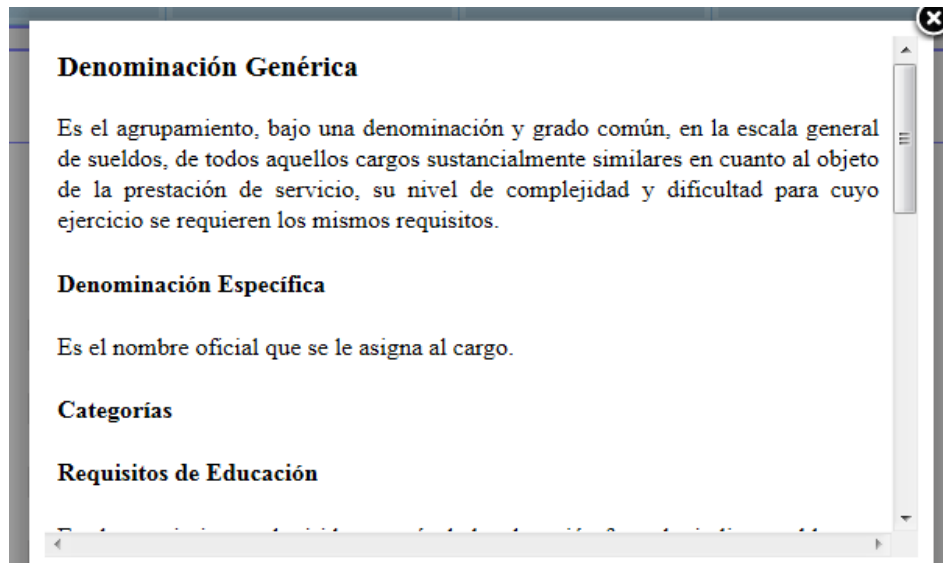 Denominación Genérica
Es el agrupamiento, bajo una denominación y grado común, en la escala general
de sueldos, de todos aquellos cargos sustancialmente similares en cuanto al objeto
de la prestación de servicio, su nivel de complejidad y dificultad para cuyo
ejercicio se requieren los mismos requisitos.
Denominación Específica
Es el nombre oficial que se le asigna al cargo.
Categorías
Requisitos de Educación